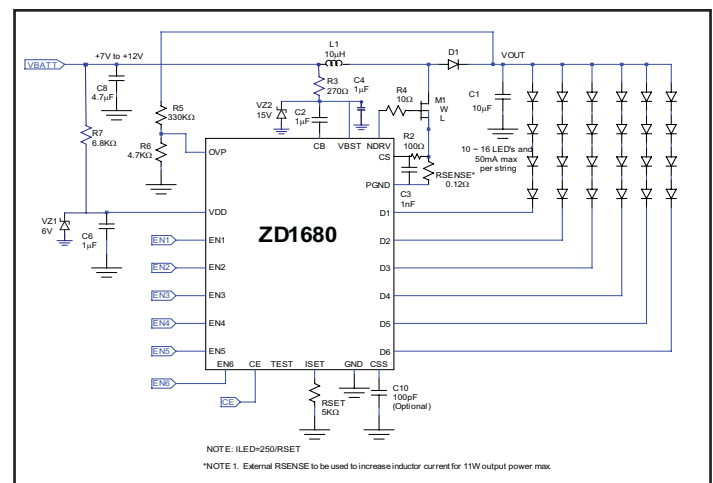 L1
10μH
D1
+7V to +12V
VOUT
VBATT
C8
4.7μF
R3
270Ω
C4
1μF
R4
10Ω
M1
W
L
C1
10μF
VZ2
15V
C2
1μF
R5
330KΩ
R7
6.8KΩ
R6
4.7KΩ
OVP
CB
VBST
NDRV
R2
100Ω
CS
10 ~ 16 LED's and
50mA max
per string
RSENSE*
0.12Ω
PGND
C3
1nF
VDD
D1
VZ1
6V
C6
1μF
ZD1680
EN1
EN1
D2
EN2
EN2
D3
EN3
EN3
D4
EN4
EN4
D5
EN5
EN5
D6
EN6
CE
TEST
ISET
GND
CSS
EN6
CE
RSET
5KΩ
C10
100pF
(Optional)
NOTE: ILED=250/RSET
*NOTE 1. External RSENSE to be used to increase inductor current for 11W output power max.